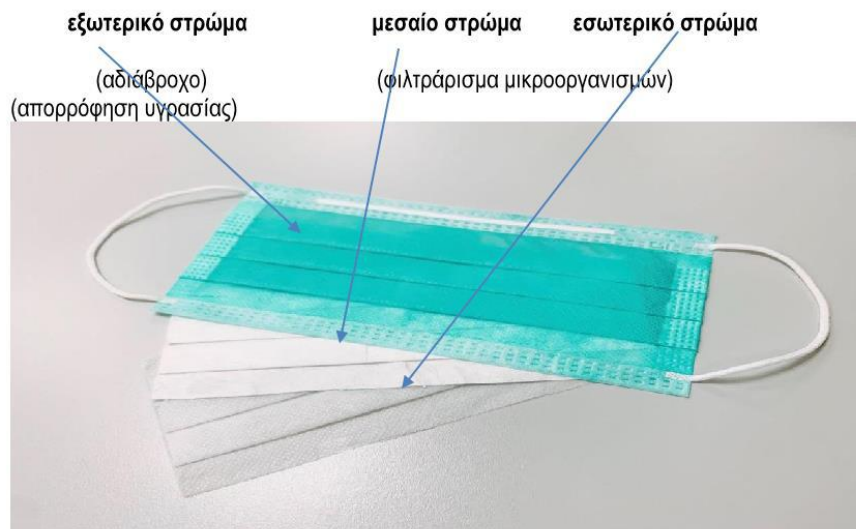 εξωτερικό στρώμα μεσαίο στρώμα εσωτερικό στρώμα
(αδιάβροχο) (φιλτράρισμα μικροοργανισμών)
(απορρόφηση υγρασίας)